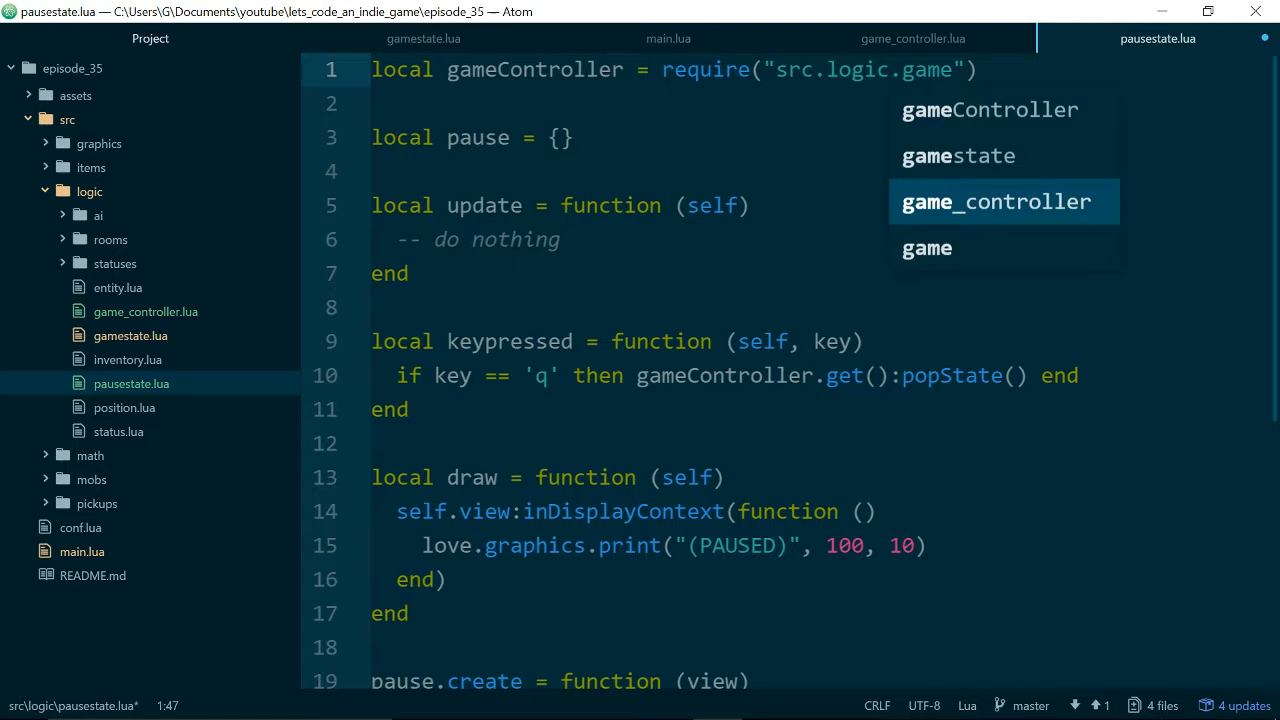 pausestate.lua — C:\Users\G\Documents\youtube\lets_code_an_indie_game\episode_35 — Atom
Project
gamestate.lua
main.lua
game_controller.lua
pausestate.lua
episode_35
assets
src
graphics
items
logic
ai
rooms
statuses
entity.lua
game_controller.lua
gamestate.lua
inventory.lua
pausestate.lua
position.lua
status.lua
math
mobs
pickups
conf.lua
main.lua
README.md
1 local gameController = require("src.logic.game")
2
3 local pause = {}
4
5 local update = function (self)
6 -- do nothing
7 end
8
9 local keypressed = function (self, key)
10 if key == 'q' then gameController.get():popState() end
11 end
12
13 local draw = function (self)
14 self.view:inDisplayContext(function ()
15 love.graphics.print("(PAUSED)", 100, 10)
16 end)
17 end
18
19 pause.create = function (view)
gameController
gamestate
game_controller
game
src\logic\pausestate.lua* 1:47 CRLF UTF-8 Lua master 1 4 files 4 updates